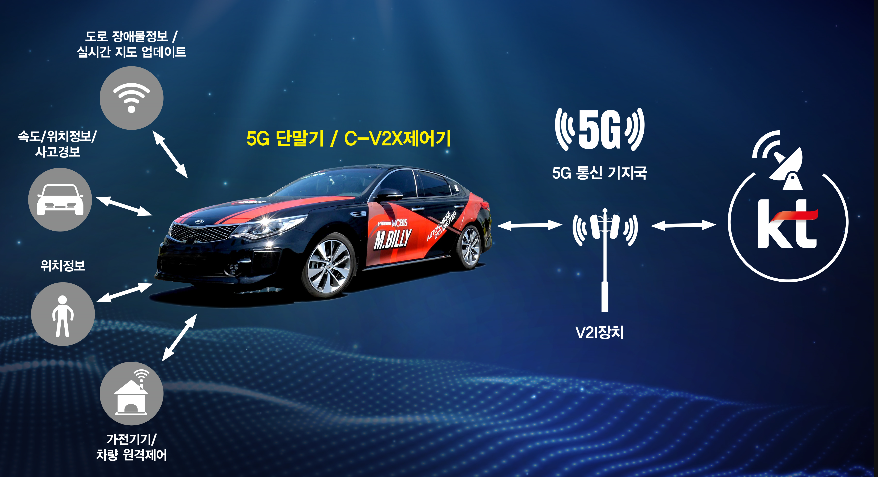 도로 장애물정보 /
실시간 지도 업데이트
속도/위치정보/
사고경보
위치정보
가전기기/
차량 원격제어
5G 단말기 / C-V2X제어기
MOBIS
M.BILLY
5G
5G 통신 기지국
V2I장치
kt